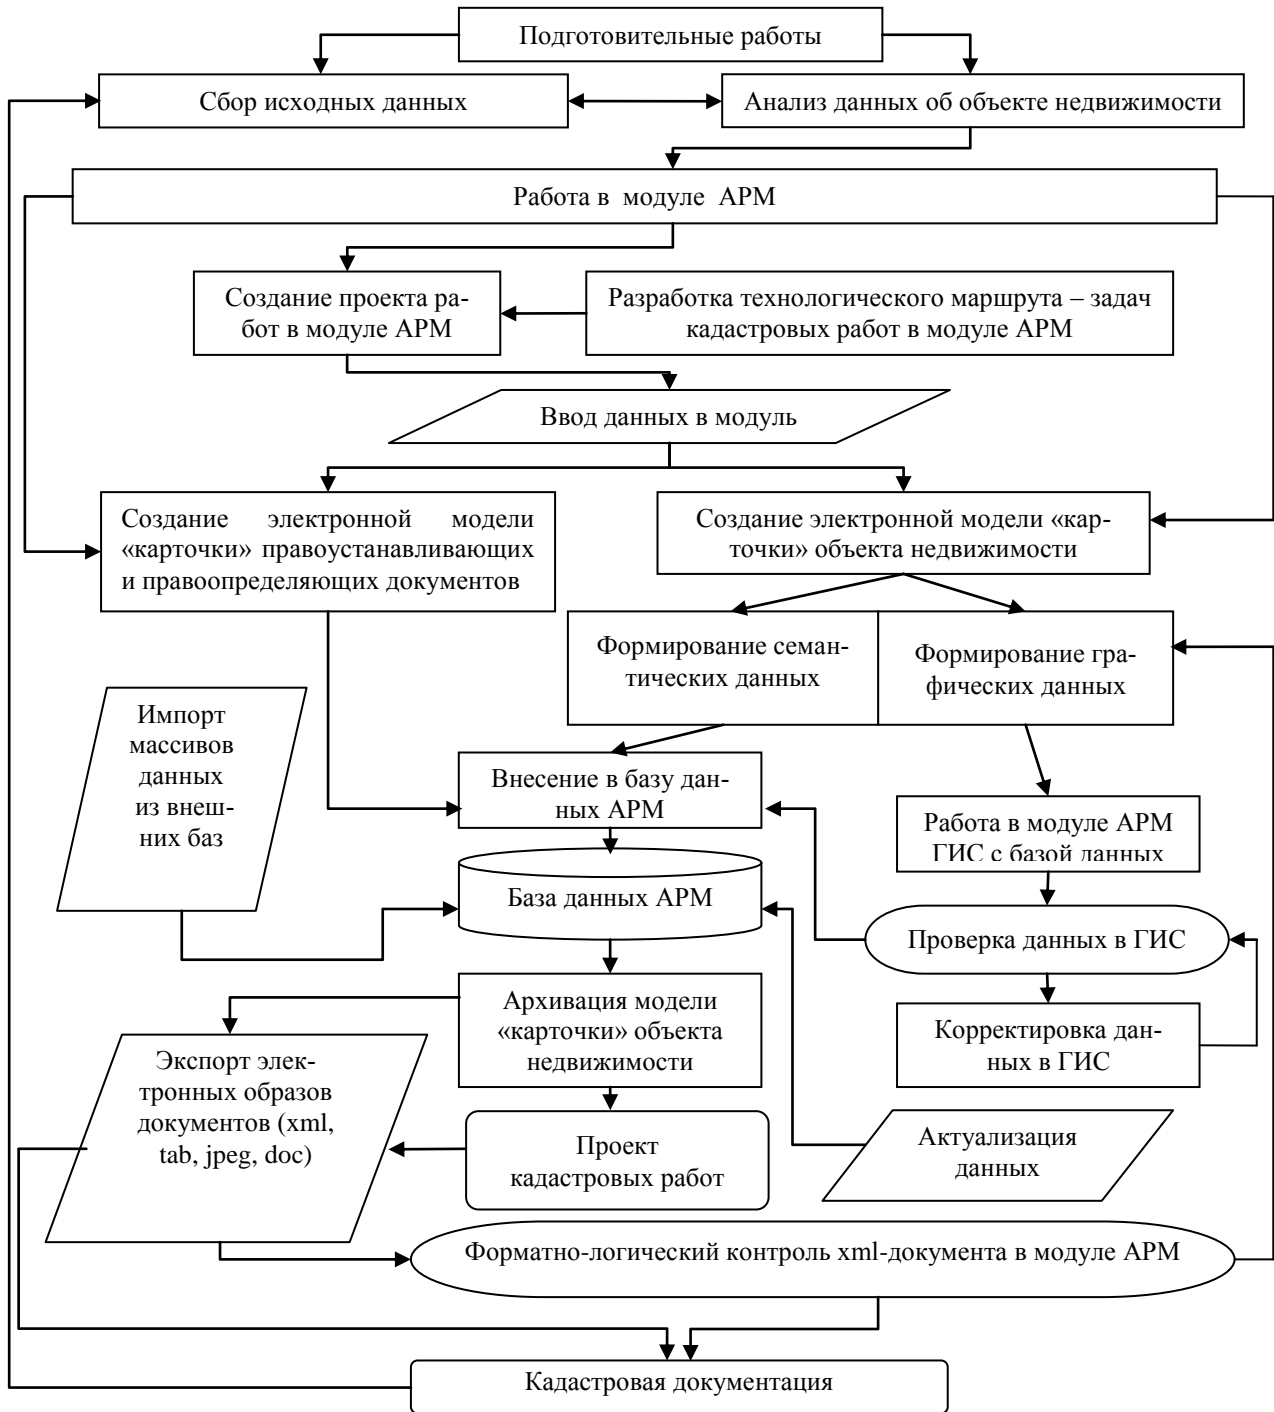 Подготовительные работы
Сбор исходных данных
Анализ данных об объекте недвижимости
Работа в модуле АРМ
Создание проекта ра-
бот в модуле АРМ
Разработка технологического маршрута – задач
кадастровых работ в модуле АРМ
Ввод данных в модуль
Создание электронной модели
«карточки» правоустанавливающих
и правоопределяющих документов
Создание электронной модели «кар-
точки» объекта недвижимости
Формирование семан-
тических данных
Формирование гра-
фических данных
Импорт
массивов
данных
из внеш-
них баз
Внесение в базу дан-
ных АРМ
Работа в модуле АРМ
ГИС с базой данных
База данных АРМ
Проверка данных в ГИС
Архивация модели
«карточки» объекта
недвижимости
Корректировка дан-
ных в ГИС
Экспорт элек-
тронных образов
документов (xml,
tab, jpeg, doc)
Проект
кадастровых работ
Актуализация
данных
Форматно-логический контроль xml-документа в модуле АРМ
Кадастровая документация